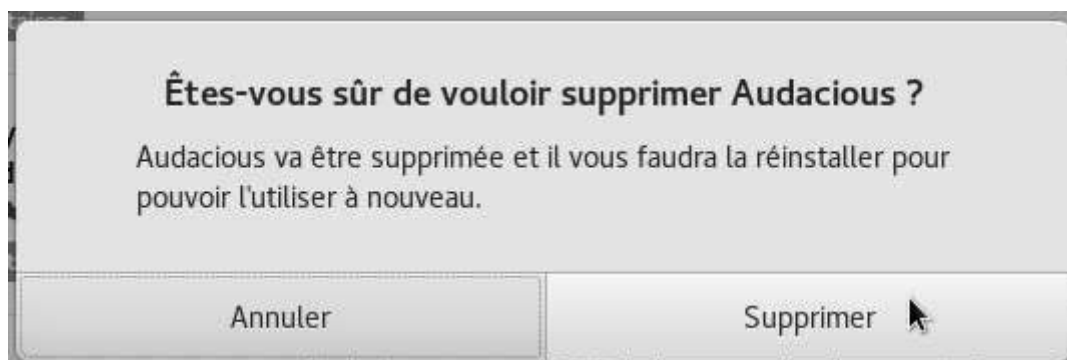 Êtes-vous sûr de vouloir supprimer Audacious ?
Audacious va être supprimée et il vous faudra la réinstaller pour
pouvoir l'utiliser à nouveau.
Annuler
Supprimer